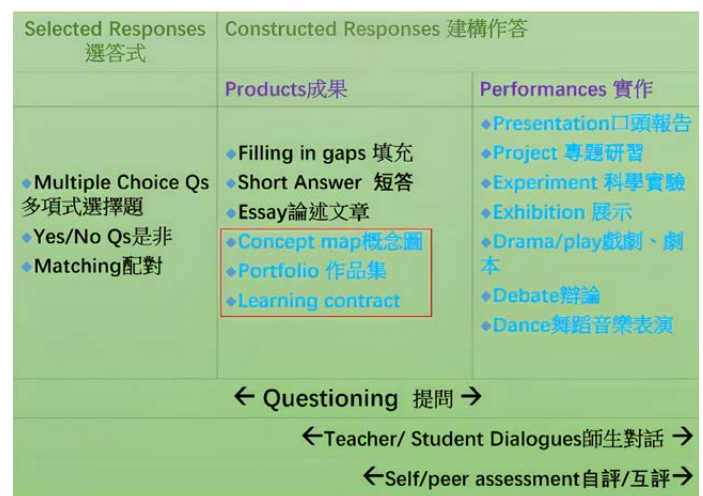 Selected Responses
選答式
Constructed Responses 建構作答
Products成果
Performances 實作
◆Multiple Choice Qs
多項式選擇題
◆Yes/No Qs是非
◆Matching配對
◆Filling in gaps 填充
◆Short Answer 短答
◆Essay論述文章
◆Concept map概念圖
◆Portfolio 作品集
◆Learning contract
◆Presentation口頭報告
◆Project 專題研習
◆Experiment 科學實驗
◆Exhibition 展示
◆Drama/play戲劇、劇
本
◆Debate辯論
◆Dance舞蹈音樂表演
← Questioning 提問 →
←Teacher/ Student Dialogues師生對話 →
←Self/peer assessment自評/互評→